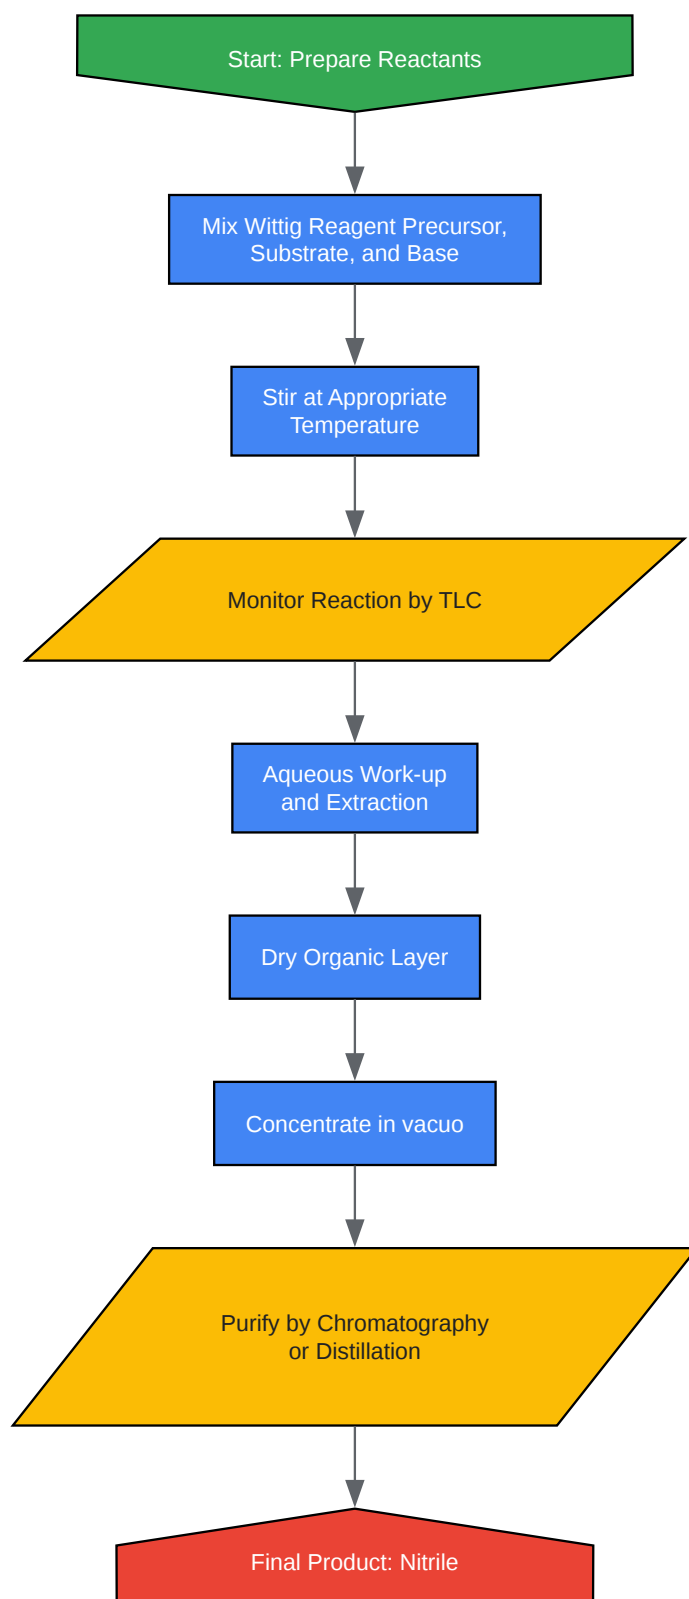 Start: Prepare Reactants
Mix Wittig Reagent Precursor,
Substrate, and Base
Stir at Appropriate
Temperature
Monitor Reaction by TLC
Aqueous Work-up
and Extraction
Dry Organic Layer
Concentrate in vacuo
Purify by Chromatography
or Distillation
Final Product: Nitrile